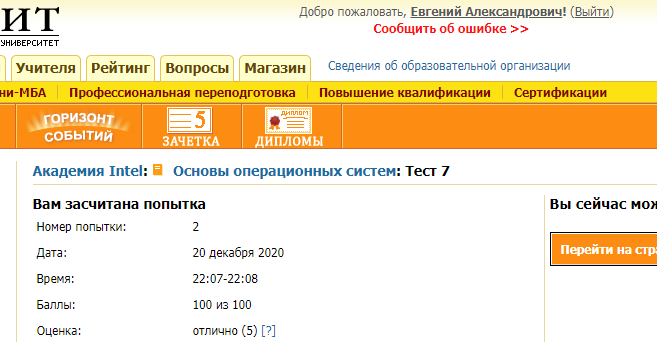 ИТ
УНИВЕРСИТЕТ
Добро пожаловать, Евгений Александрович! (Выйти)
Сообщить об ошибке >>
Учителя Рейтинг Вопросы Магазин Сведения об образовательной организации
ни-МБА Профессиональная переподготовка Повышение квалификации Сертификации
ГОРИЗОНТ
СОБЫТИЙ
5
ЗАЧЕТКА
ДИПЛОМ
ДИПЛОМЫ
Академия Intel: Основы операционных систем: Тест 7
Вам засчитана попытка
Номер попытки: 2
Дата: 20 декабря 2020
Время: 22:07-22:08
Баллы: 100 из 100
Оценка: отлично (5) [?]
Вы сейчас мож
Перейти на стра